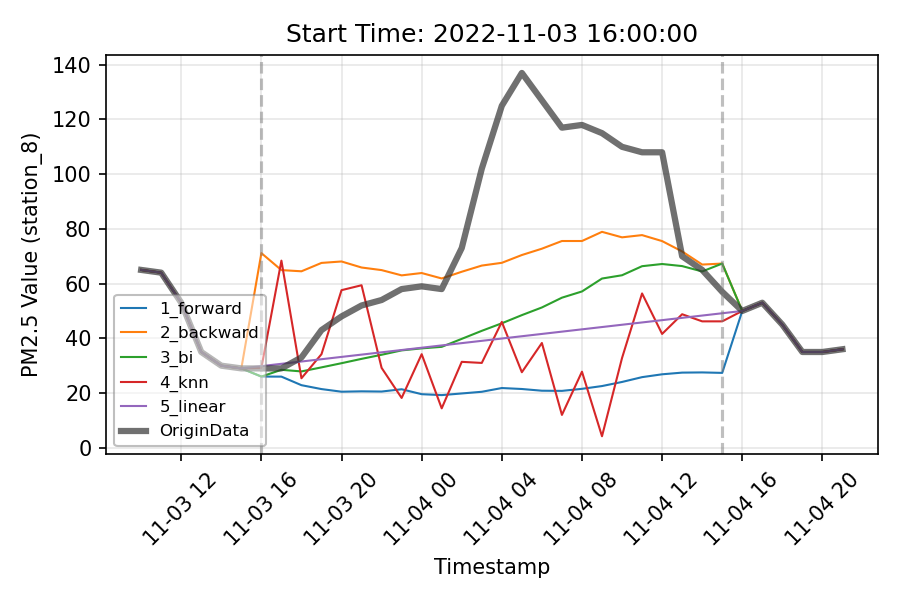 Start Time: 2022-11-03 16:00:00
PM2.5 Value (station_8)
140
120
100
80
60
40
20
0
1_forward
2_backward
3_bi
4_knn
5_linear
OriginData
11-03 12
11-03 16
11-03 20
11-04 00
11-04 04
11-04 08
11-04 12
11-04 16
11-04 20
Timestamp